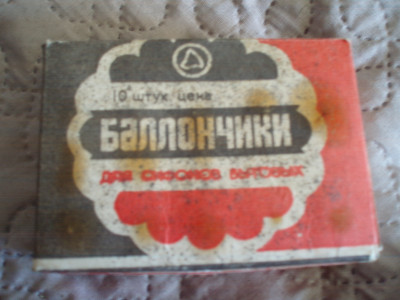 10 штук цена
Баллончики
для сифонов бытовых